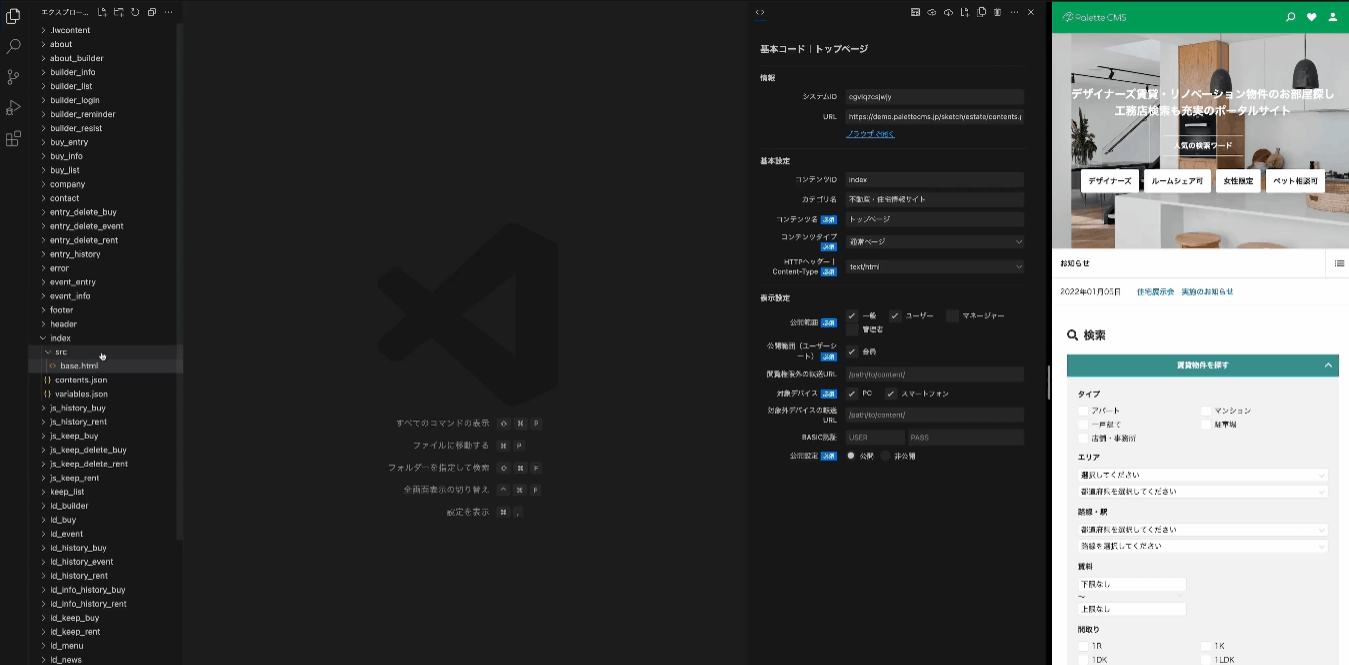 エクスプロー...
.lwcontent
about
about_builder
builder_info
builder_list
builder_login
builder_reminder
builder_resist
buy_entry
buy_info
buy_list
company
contact
entry_delete_buy
entry_delete_event
entry_delete_rent
entry_history
error
event_entry
event_info
footer
header
index
src
base.html
contents.json
variables.json
js_history_buy
js_history_rent
js_keep_buy
js_keep_delete_buy
js_keep_delete_rent
js_keep_rent
keep_list
ld_builder
ld_buy
ld_event
ld_history_buy
ld_history_event
ld_history_rent
ld_info_history_buy
ld_info_history_rent
ld_keep_buy
ld_keep_rent
ld_menu
ld_news
すべてのコマンドの表示 ⇧ ⌘ P
ファイルに移動する ⌘ P
フォルダーを指定して検索 ⇧ ⌘ F
全画面表示の切り替え ^ ⌘ F
設定を表示 ⌘ ,
基本コード｜トップページ
情報
システムID
URL https://demo.palettecms.jp/sketch/estate/contents.p
ブラウザで開く
基本設定
コンテンツID index
カテゴリ名 不動産・住宅情報サイト
コンテンツ名 必須 トップページ
コンテンツタイプ 必須 通常ページ
HTTPヘッダー｜
Content-Type 必須 text/html
表示設定
公開範囲 必須 一般 ユーザー マネージャー
管理者
公開範囲（ユーザーシ
ート） 必須 会員
閲覧権限外の転送URL /path/to/content/
対象デバイス 必須 PC スマートフォン
対象外デバイスの転送
URL /path/to/content/
BASIC認証 USER PASS
公開設定 必須 公開 非公開
Palette CMS
デザイナーズ賃貸・リノベーション物件のお部屋探し
工務店検索も充実のポータルサイト
人気の検索ワード
デザイナーズ ルームシェア可 女性限定 ペット相談可
お知らせ
2022年01月05日 住宅展示会 実施のお知らせ
検索
賃貸物件を探す
タイプ
アパート マンション
一戸建て 駐車場
店舗・事務所
エリア
選択してください
都道府県を選択してください
路線・駅
都道府県を選択してください
路線を選択してください
賃料
下限なし
～
上限なし
間取り
1R 1K
1DK 1LDK